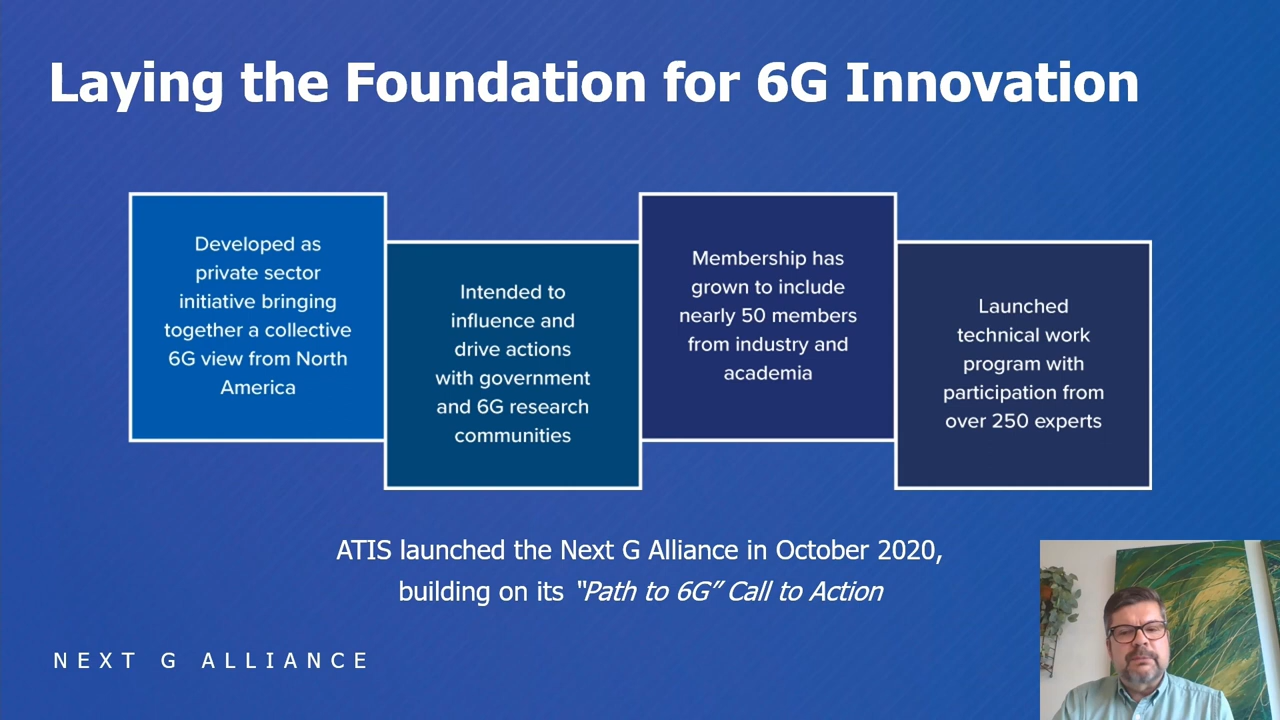 Laying the Foundation for 6G Innovation
Developed as
private sector
initiative bringing
together a collective
6G view from North
America
Intended to
influence and
drive actions
with government
and 6G research
communities
Membership has
grown to include
nearly 50 members
from industry and
academia
Launched
technical work
program with
participation from
over 250 experts
ATIS launched the Next G Alliance in October 2020,
building on its “Path to 6G” Call to Action
NEXT G ALLIANCE